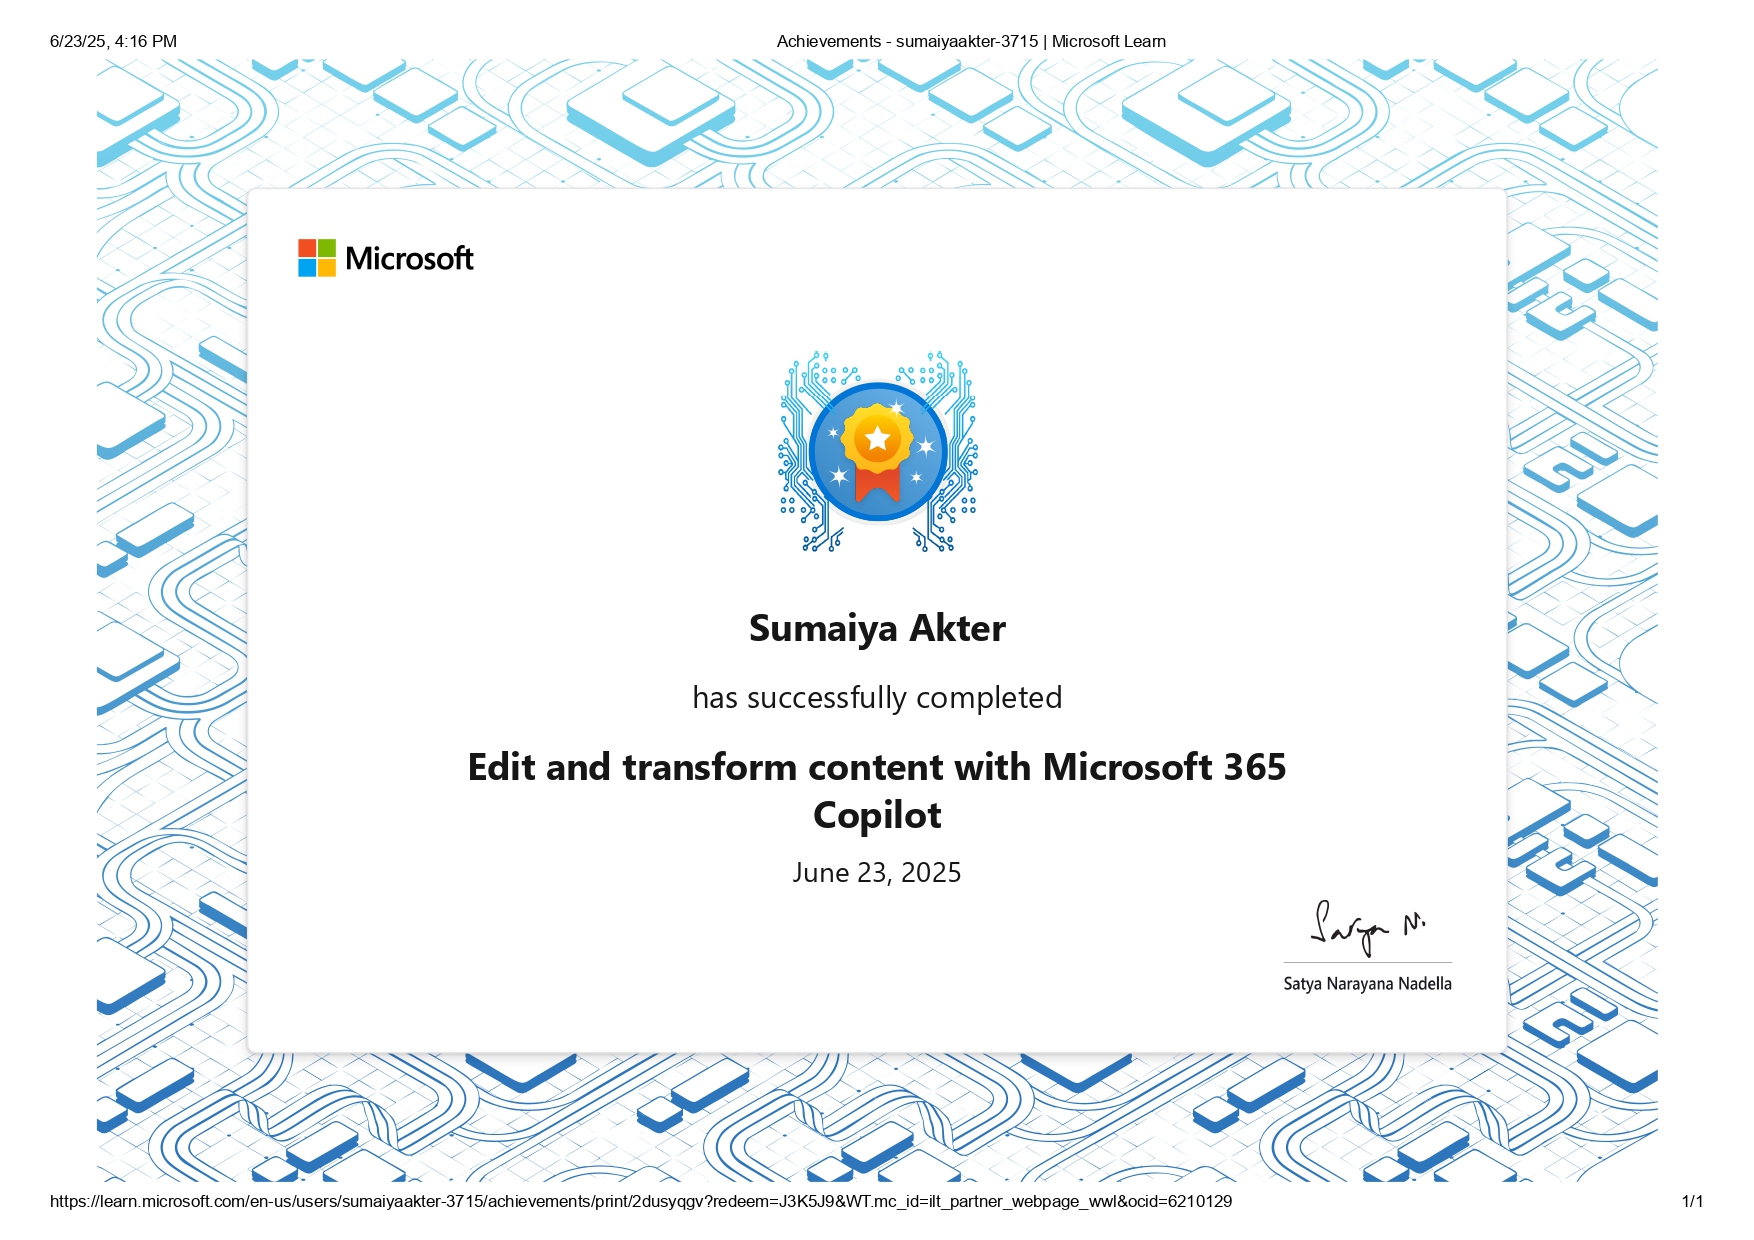 6/23/25, 4:16 PM
Achievements - sumaiyaakter-3715 | Microsoft Learn
Microsoft
Sumaiya Akter
has successfully completed
Edit and transform content with Microsoft 365
Copilot
June 23, 2025
Satya N.
Satya Narayana Nadella
https://learn.microsoft.com/en-us/users/sumaiyaakter-3715/achievements/print/2dusyqgv?redeem=J3K5J9&WT.mc_id=ilt_partner_webpage_wwl&ocid=6210129
1/1